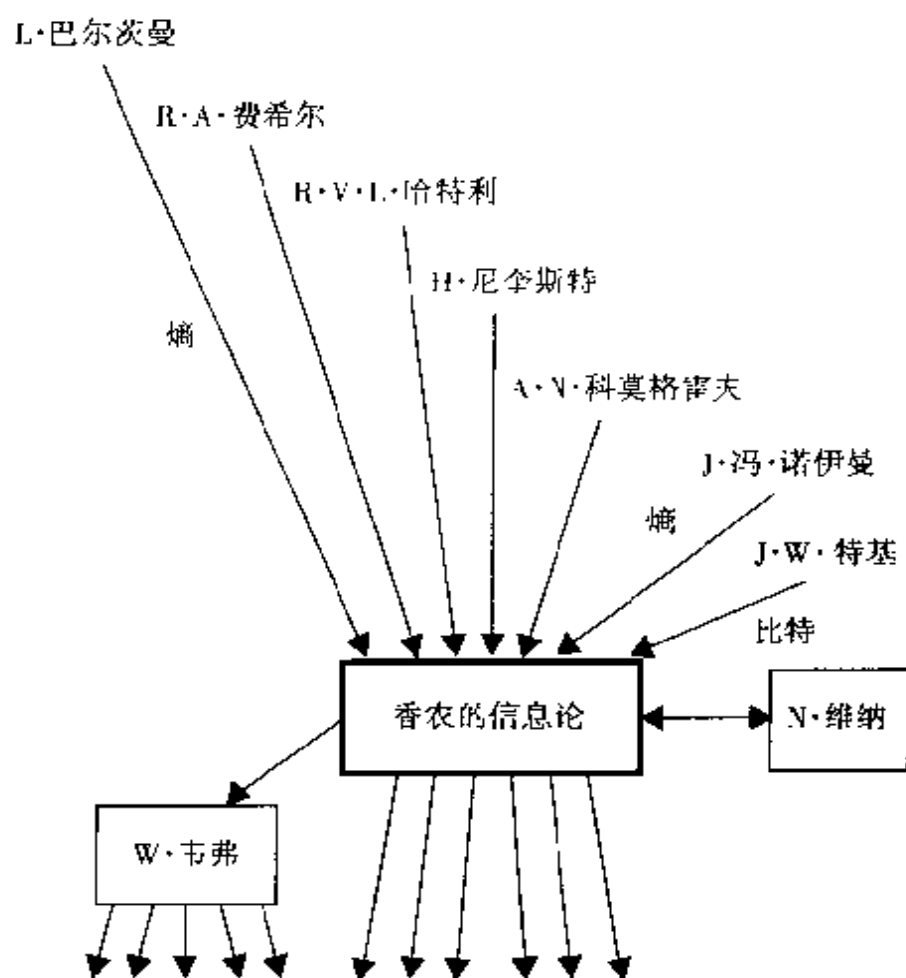 L·巴尔茨曼
R·A·费希尔
R·V·L·哈特利
H·尼奎斯特
熵
A·N·科莫格雷夫
J·冯·诺伊曼
熵
J·W·特基
比特
香农的信息论
N·维纳
W·韦弗